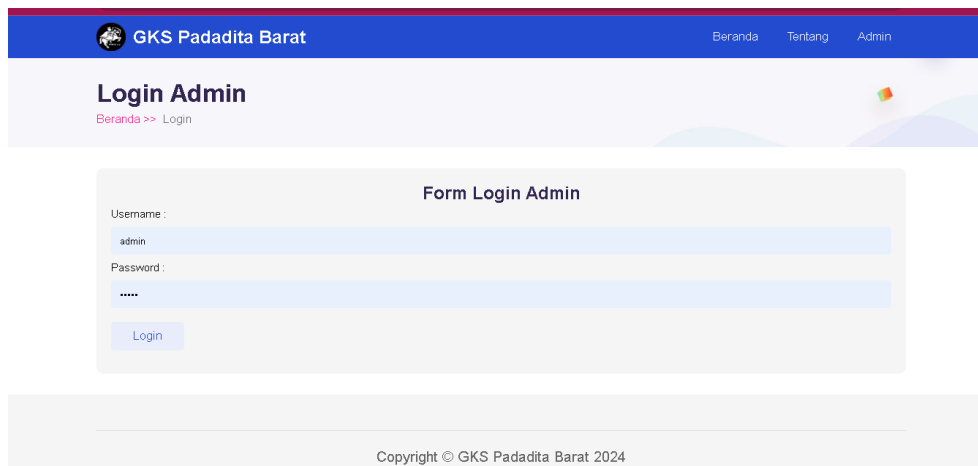 GKS Padadita Barat
Beranda Tentang Admin
Login Admin
Beranda >> Login
Form Login Admin
Username :
admin
Password :
•••••
Login
Copyright © GKS Padadita Barat 2024